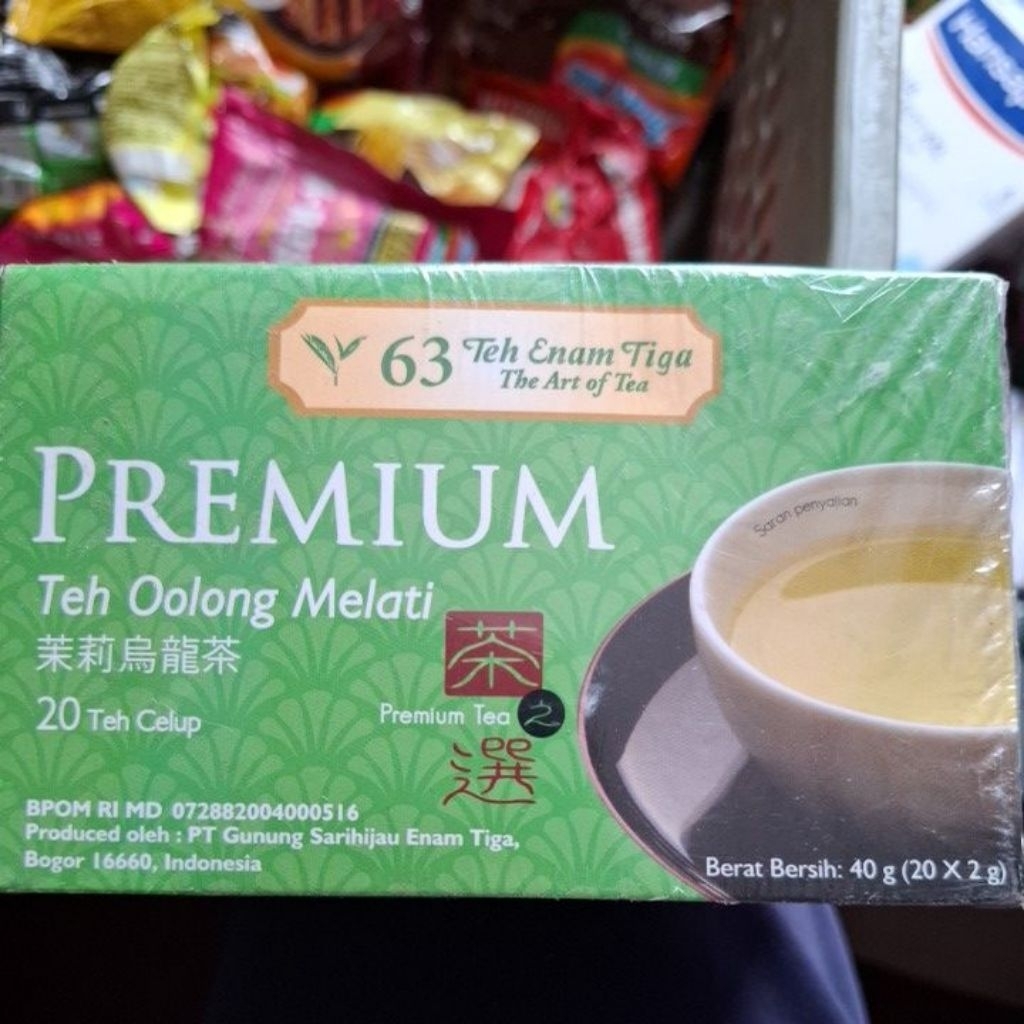 Hansap
63 Teh Enam Tiga
The Art of Tea
PREMIUM
Saran penyajian
Teh Oolong Melati
茉莉烏龍茶
20 Teh Celup
茶
Premium Tea 之
選
BPOM RI MD 072882004000516
Produced oleh : PT Gunung Sarihijau Enam Tiga,
Bogor 16660, Indonesia
Berat Bersih: 40 g (20 X 2 g)